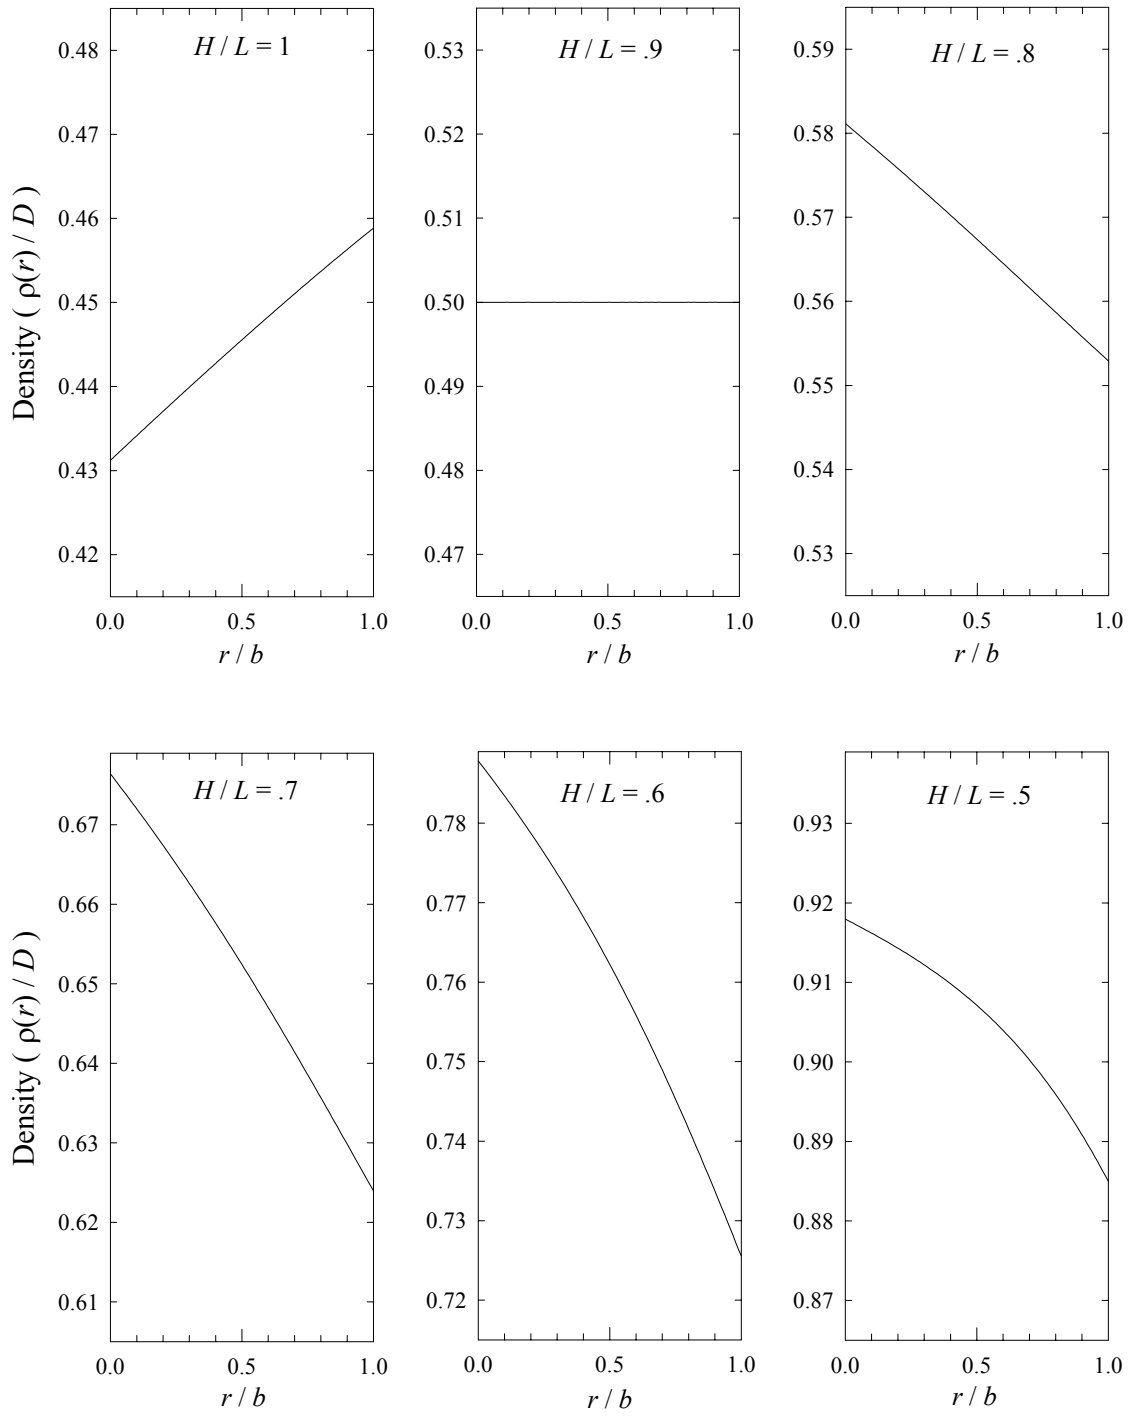 H / L = 1
0.48
0.47
0.46
0.45
0.44
0.43
0.42
Density ( ρ(r) / D )
0.0 0.5 1.0
r / b
H / L = .9
0.53
0.52
0.51
0.50
0.49
0.48
0.47
0.0 0.5 1.0
r / b
H / L = .8
0.59
0.58
0.57
0.56
0.55
0.54
0.53
0.0 0.5 1.0
r / b
H / L = .7
0.67
0.66
0.65
0.64
0.63
0.62
0.61
Density ( ρ(r) / D )
0.0 0.5 1.0
r / b
H / L = .6
0.78
0.77
0.76
0.75
0.74
0.73
0.72
0.0 0.5 1.0
r / b
H / L = .5
0.93
0.92
0.91
0.90
0.89
0.88
0.87
0.0 0.5 1.0
r / b